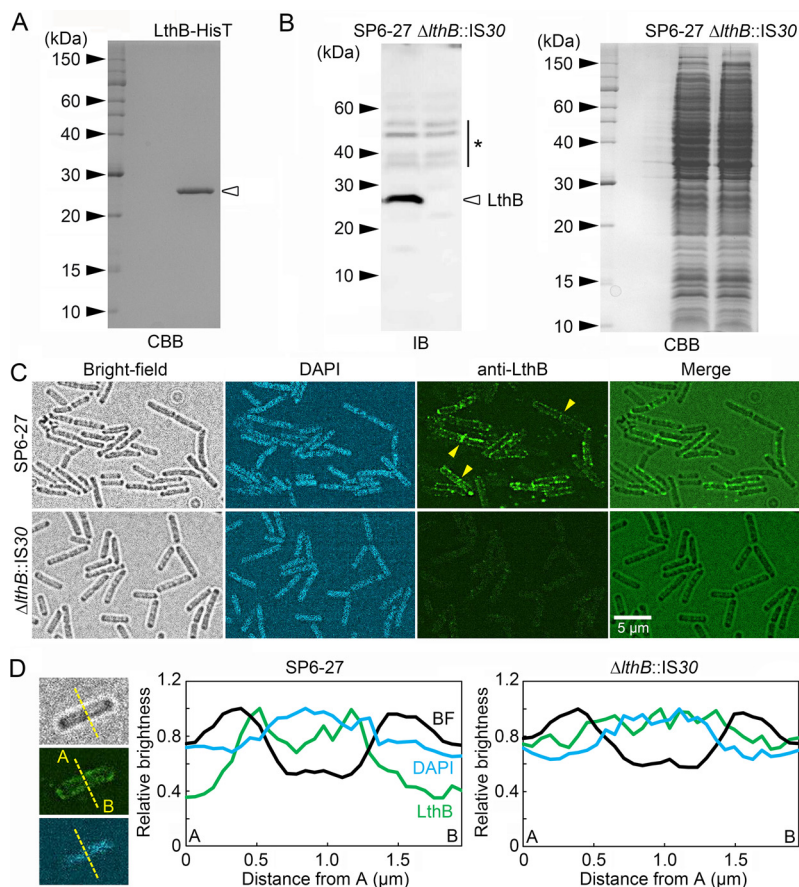 A
LthB-HisT
(kDa)
150
60
40
30
20
15
10
CBB
B
SP6-27 ΔlthB::IS30
(kDa)
60
40
30
20
10
*
LthB
IB
SP6-27 ΔlthB::IS30
(kDa)
150
60
40
30
20
15
10
CBB
C
Bright-field DAPI anti-LthB Merge
SP6-27
ΔlthB::IS30
5 µm
D
A
B
SP6-27
Relative brightness
1.2
0.8
0.4
0
BF
DAPI
LthB
A B
0 0.5 1.0 1.5
Distance from A (µm)
ΔlthB::IS30
Relative brightness
1.2
0.8
0.4
0
A B
0 0.5 1.0 1.5
Distance from A (µm)